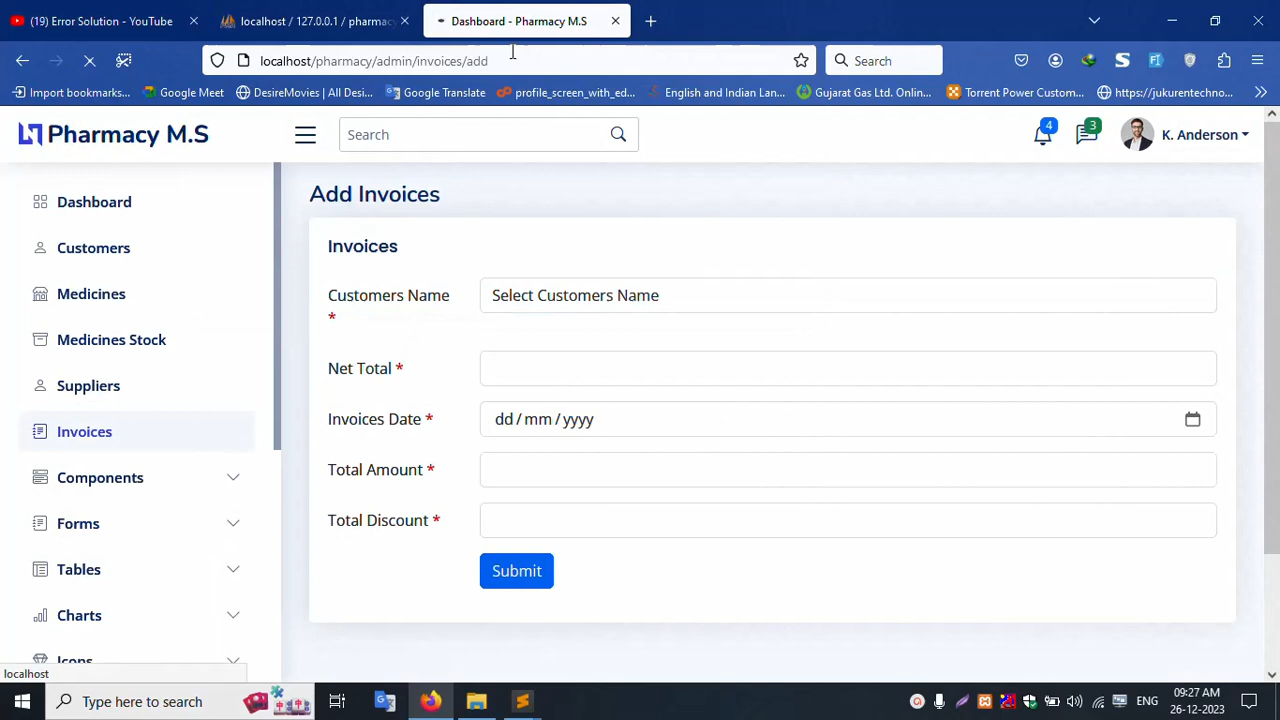 (19) Error Solution - YouTube
localhost / 127.0.0.1 / pharmacy
Dashboard - Pharmacy M.S
localhost/pharmacy/admin/invoices/add
Search
Import bookmarks...
Google Meet
DesireMovies | All Desi...
Google Translate
profile_screen_with_ed...
English and Indian Lan...
Gujarat Gas Ltd. Onlin...
Torrent Power Custom...
https://jukurentechno...
Pharmacy M.S
Search
4
3
K. Anderson
Dashboard
Customers
Medicines
Medicines Stock
Suppliers
Invoices
Components
Forms
Tables
Charts
Icons
Add Invoices
Invoices
Customers Name
*
Select Customers Name
Net Total *
Invoices Date *
dd/mm/yyyy
Total Amount *
Total Discount *
Submit
localhost
Type here to search
ENG
09:27 AM
26-12-2023